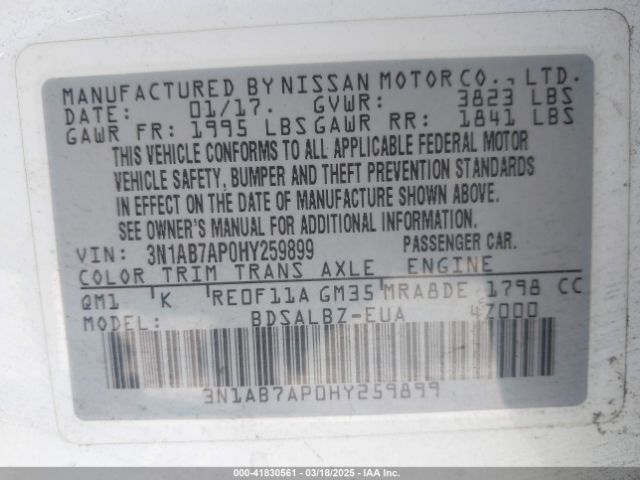 MANUFACTURED BY NISSAN MOTOR CO., LTD.
DATE: 01/17. GVWR: 3823 LBS
GAWR FR: 1995 LBS GAWR RR: 1841 LBS
THIS VEHICLE CONFORMS TO ALL APPLICABLE FEDERAL MOTOR
VEHICLE SAFETY, BUMPER AND THEFT PREVENTION STANDARDS
IN EFFECT ON THE DATE OF MANUFACTURE SHOWN ABOVE.
SEE OWNER'S MANUAL FOR ADDITIONAL INFORMATION.
VIN: 3N1AB7AP0HY259899 PASSENGER CAR.
COLOR TRIM TRANS AXLE ENGINE
QM1 K RE0F11A GM35 MRA8DE 1798 CC
MODEL: BDSALBZ-EUA 4Z000
3N1AB7AP0HY259899
000-41830561 | 03/18/2025 - IAA Inc.